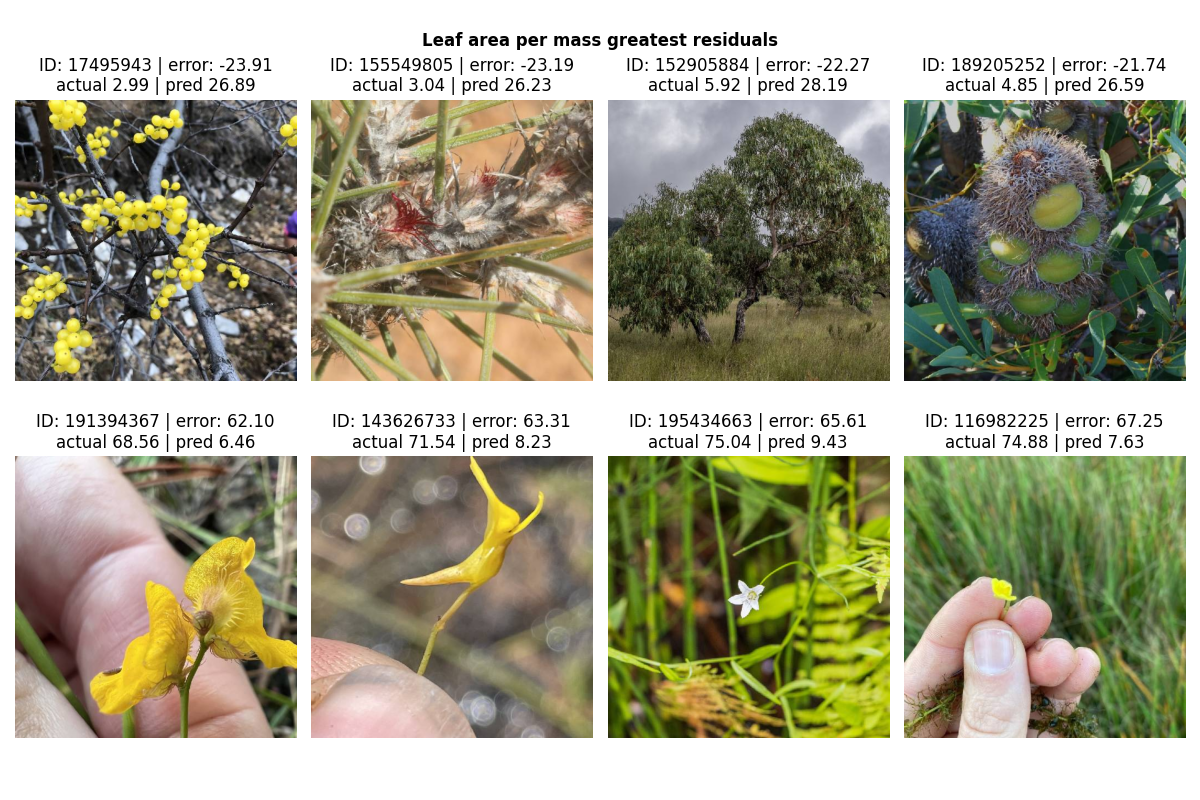 Leaf area per mass greatest residuals
ID: 17495943 | error: -23.91
actual 2.99 | pred 26.89
ID: 155549805 | error: -23.19
actual 3.04 | pred 26.23
ID: 152905884 | error: -22.27
actual 5.92 | pred 28.19
ID: 189205252 | error: -21.74
actual 4.85 | pred 26.59
ID: 191394367 | error: 62.10
actual 68.56 | pred 6.46
ID: 143626733 | error: 63.31
actual 71.54 | pred 8.23
ID: 195434663 | error: 65.61
actual 75.04 | pred 9.43
ID: 116982225 | error: 67.25
actual 74.88 | pred 7.63